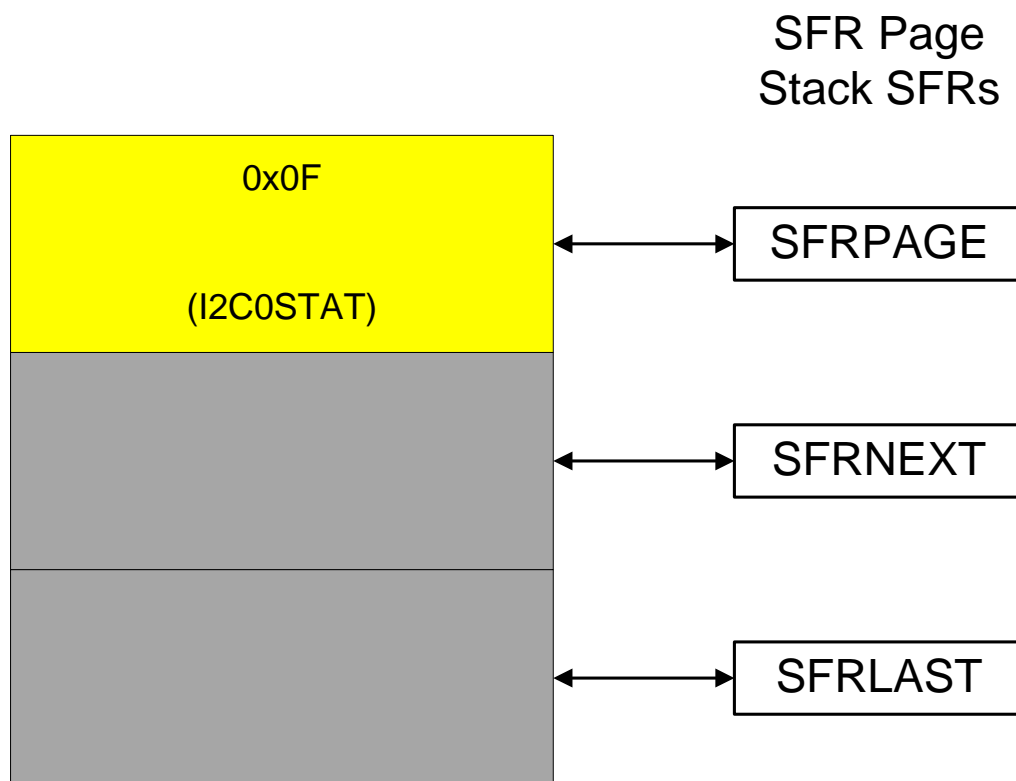 SFR Page
Stack SFRs
0x0F
SFRPAGE
(I2C0STAT)
SFRNEXT
SFRLAST